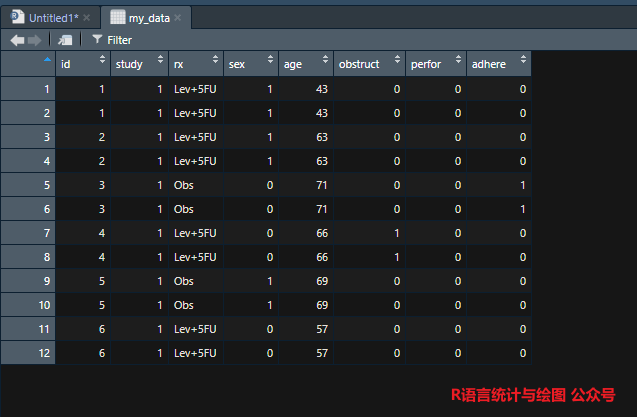 Untitled1* my_data
Filter
id study rx sex age obstruct perfor adhere
1 1 1 Lev+5FU 1 43 0 0 0
2 1 1 Lev+5FU 1 43 0 0 0
3 2 1 Lev+5FU 1 63 0 0 0
4 2 1 Lev+5FU 1 63 0 0 0
5 3 1 Obs 0 71 0 0 1
6 3 1 Obs 0 71 0 0 1
7 4 1 Lev+5FU 0 66 1 0 0
8 4 1 Lev+5FU 0 66 1 0 0
9 5 1 Obs 1 69 0 0 0
10 5 1 Obs 1 69 0 0 0
11 6 1 Lev+5FU 0 57 0 0 0
12 6 1 Lev+5FU 0 57 0 0 0
R语言统计与绘图 公众号